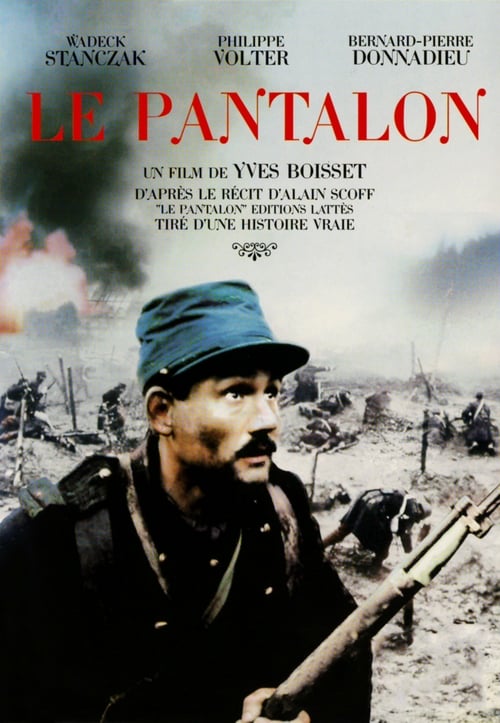 WADECK PHILIPPE BERNARD-PIERRE
STANCZAK VOLTER DONNADIEU
LE PANTALON
UN FILM DE YVES BOISSET
D'APRÈS LE RÉCIT D'ALAIN SCOFF
"LE PANTALON" EDITIONS LATTÈS
TIRÉ D'UNE HISTOIRE VRAIE